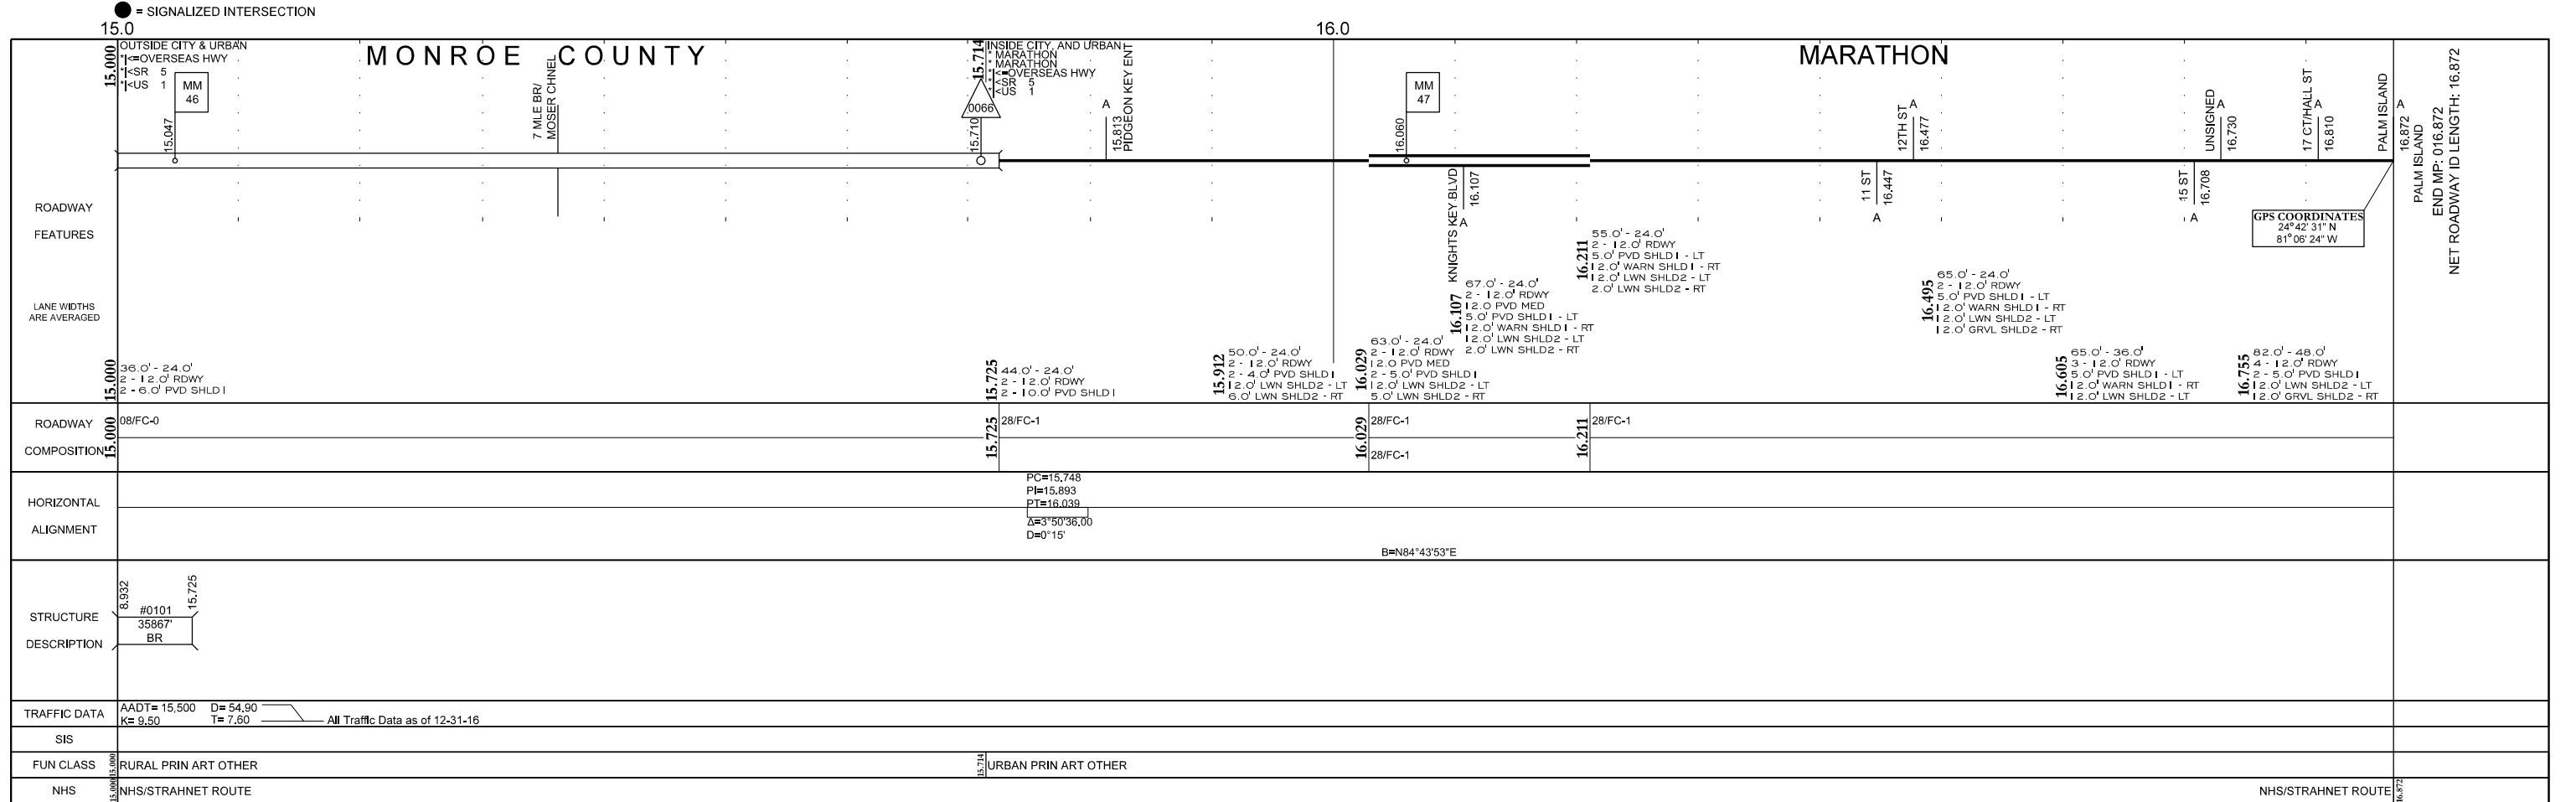 = SIGNALIZED INTERSECTION
15.0
16.0
15.000
OUTSIDE CITY & URBAN
*|<=OVERSEAS HWY
*|<SR 5
*|<US 1
MONROE COUNTY
MM
46
15.047
7 MLE BR/
MOSER CHNEL
15.714
INSIDE CITY, AND URBAN
* MARATHON
* MARATHON
*|<=OVERSEAS HWY
*|<SR 5
*|<US 1
0066
15.710
A
15.813
PIDGEON KEY ENT
MM
47
16.060
MARATHON
KNIGHTS KEY BLVD
16.107
A
12TH ST
A
16.477
11 ST
16.447
A
UNSIGNED
A
16.730
15 ST
16.708
A
17 CT/HALL ST
A
16.810
PALM ISLAND
A
16.872
PALM ISLAND
END MP: 016.872
NET ROADWAY ID LENGTH: 16.872
GPS COORDINATES
24°42' 31" N
81°06' 24" W
ROADWAY
FEATURES
LANE WIDTHS
ARE AVERAGED
15.000
36.0' - 24.0'
2 - 12.0' RDWY
2 - 6.0' PVD SHLD1
15.725
44.0' - 24.0'
2 - 12.0' RDWY
2 - 10.0' PVD SHLD1
15.912
50.0' - 24.0'
2 - 12.0' RDWY
2 - 4.0' PVD SHLD1
12.0' LWN SHLD2 - LT
6.0' LWN SHLD2 - RT
16.029
63.0' - 24.0'
2 - 12.0' RDWY
12.0 PVD MED
2 - 5.0' PVD SHLD1
12.0' LWN SHLD2 - LT
5.0' LWN SHLD2 - RT
16.107
67.0' - 24.0'
2 - 12.0' RDWY
12.0 PVD MED
5.0' PVD SHLD1 - LT
12.0' WARN SHLD1 - RT
12.0' LWN SHLD2 - LT
2.0' LWN SHLD2 - RT
16.211
55.0' - 24.0'
2 - 12.0' RDWY
5.0' PVD SHLD1 - LT
12.0' WARN SHLD1 - RT
12.0' LWN SHLD2 - LT
2.0' LWN SHLD2 - RT
16.495
65.0' - 24.0'
2 - 12.0' RDWY
5.0' PVD SHLD1 - LT
12.0' WARN SHLD1 - RT
12.0' LWN SHLD2 - LT
12.0' GRVL SHLD2 - RT
16.605
65.0' - 36.0'
3 - 12.0' RDWY
5.0' PVD SHLD1 - LT
12.0' WARN SHLD1 - RT
12.0' LWN SHLD2 - LT
16.755
82.0' - 48.0'
4 - 12.0' RDWY
2 - 5.0' PVD SHLD1
12.0' LWN SHLD2 - LT
12.0' GRVL SHLD2 - RT
ROADWAY
COMPOSITION
15.000
08/FC-0
15.725
28/FC-1
16.029
28/FC-1
28/FC-1
16.211
28/FC-1
HORIZONTAL
ALIGNMENT
PC=15.748
PI=15.893
PT=16.039
Δ=3°50'36.00
D=0°15'
B=N84°43'53"E
STRUCTURE
DESCRIPTION
8.932
15.725
#0101
35867'
BR
TRAFFIC DATA
AADT= 15,500 D= 54.90
K= 9.50 T= 7.60
All Traffic Data as of 12-31-16
SIS
FUN CLASS
15.000
RURAL PRIN ART OTHER
15.714
URBAN PRIN ART OTHER
NHS
15.000
NHS/STRAHNET ROUTE
NHS/STRAHNET ROUTE
16.872